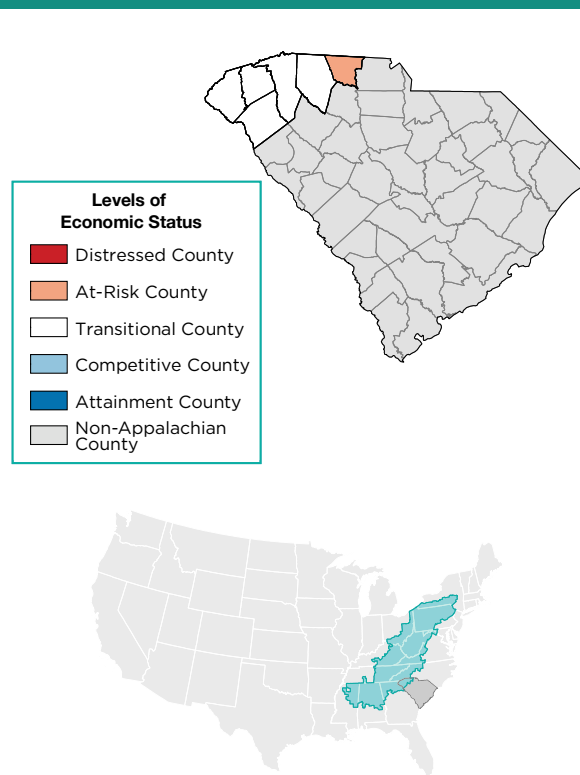 Levels of
Economic Status
Distressed County
At-Risk County
Transitional County
Competitive County
Attainment County
Non-Appalachian
County